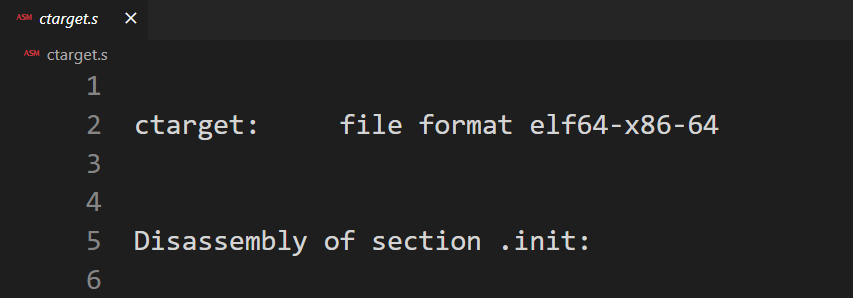 ASM ctarget.s ×
ASM ctarget.s
1
2 ctarget:     file format elf64-x86-64
3
4
5 Disassembly of section .init:
6